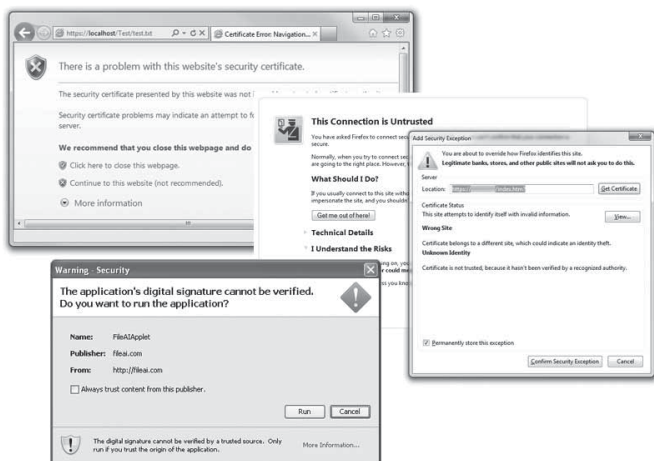 https://localhost/Test/test.txt
Certificate Error: Navigation...
There is a problem with this website's security certificate.
The security certificate presented by this website was not
Security certificate problems may indicate an attempt to
server.
We recommend that you close this webpage and do
Click here to close this webpage.
Continue to this website (not recommended).
More information
This Connection is Untrusted
You have asked Firefox to connect
secure.
Normally, when you try to connect
are going to the right place. However,
What Should I Do?
If you usually connect to this site
impersonate the site, and you
Get me out of here!
Technical Details
I Understand the Risks
Add Security Exception
You are about to override how Firefox identifies this site.
Legitimate banks, stores, and other public sites will not ask you to do this.
Server
Location:
https://
/index.html
Get Certificate
Certificate Status
This site attempts to identify itself with invalid information.
View...
Wrong Site
Certificate belongs to a different site, which could indicate an identity theft.
Unknown Identity
Certificate is not trusted, because it hasn't been verified by a recognized authority.
Permanently store this exception
Confirm Security Exception
Cancel
Warning - Security
The application's digital signature cannot be verified.
Do you want to run the application?
Name: FileAIApplet
Publisher: fileai.com
From: http://fileai.com
Always trust content from this publisher.
Run
Cancel
The digital signature cannot be verified by a trusted source. Only
run if you trust the origin of the application.
More Information...